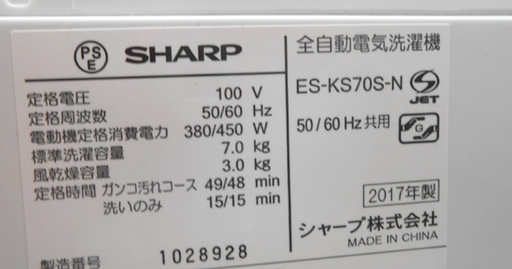 PS
E
SHARP
定格電圧 100 V
定格周波数 50/60 Hz
電動機定格消費電力 380/450 W
標準洗濯容量 7.0 kg
風乾燥容量 3.0 kg
定格時間 ガンコ汚れコース 49/48 min
洗いのみ 15/15 min
製造番号 1028928
全自動電気洗濯機
ES-KS70S-N
S
JET
50/60Hz共用
G
2017年製
シャープ株式会社
MADE IN CHINA